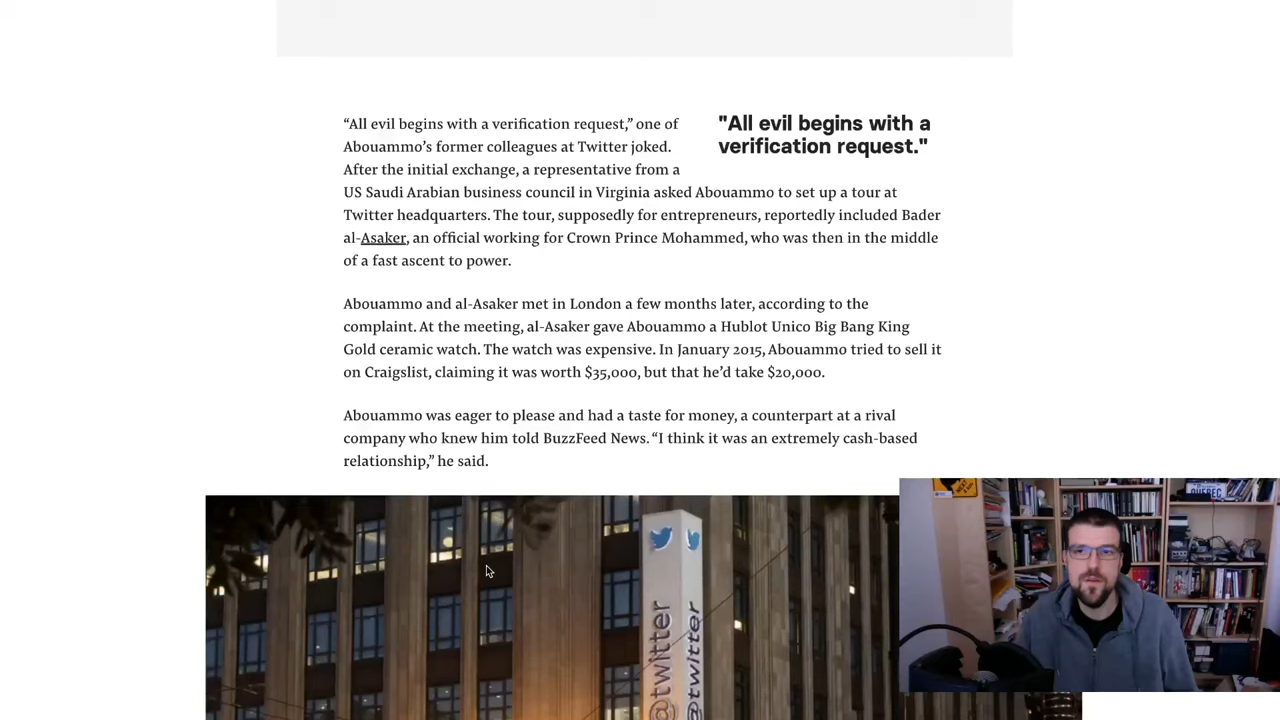 “All evil begins with a verification request,” one of
Abouammo’s former colleagues at Twitter joked.
After the initial exchange, a representative from a
"All evil begins with a
verification request."
US Saudi Arabian business council in Virginia asked Abouammo to set up a tour at
Twitter headquarters. The tour, supposedly for entrepreneurs, reportedly included Bader
al-Asaker, an official working for Crown Prince Mohammed, who was then in the middle
of a fast ascent to power.
Abouammo and al-Asaker met in London a few months later, according to the
complaint. At the meeting, al-Asaker gave Abouammo a Hublot Unico Big Bang King
Gold ceramic watch. The watch was expensive. In January 2015, Abouammo tried to sell it
on Craigslist, claiming it was worth $35,000, but that he’d take $20,000.
Abouammo was eager to please and had a taste for money, a counterpart at a rival
company who knew him told BuzzFeed News. “I think it was an extremely cash-based
relationship,” he said.
@twitter
@twitter
QUÉBEC